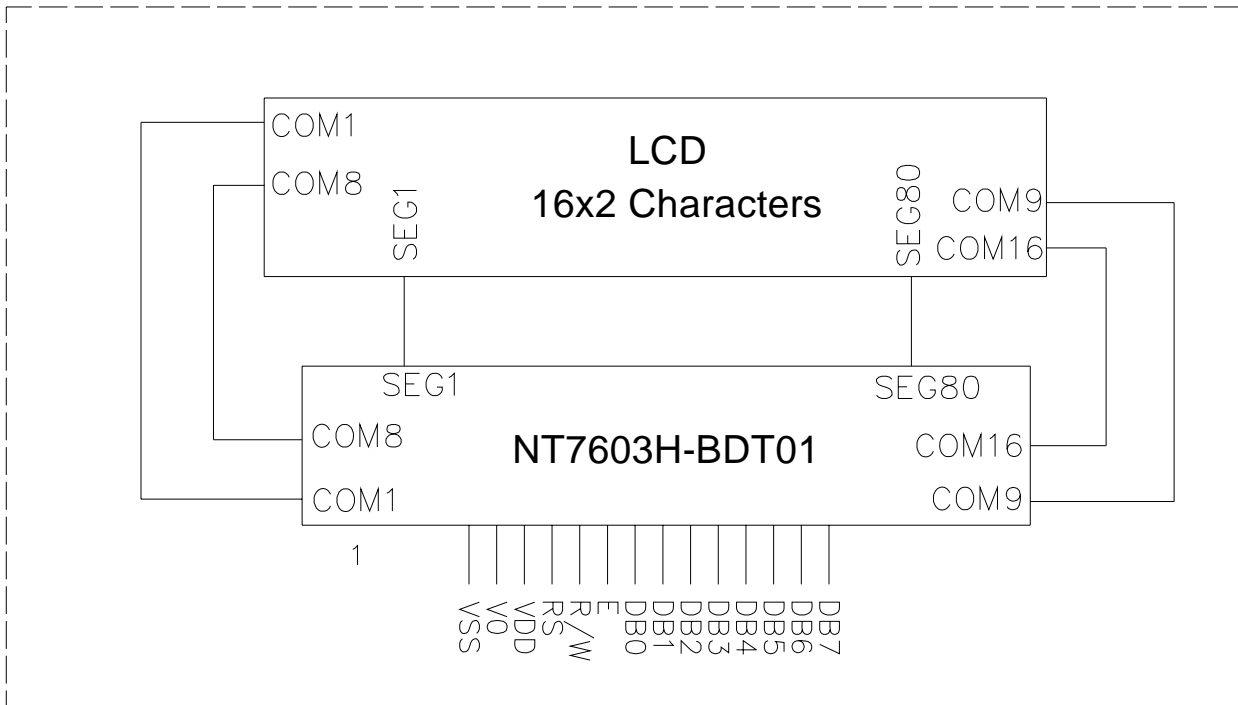 COM1
LCD
COM8
SEG1
16x2 Characters
SEG80
COM9
COM16
SEG1
SEG80
COM8
NT7603H-BDT01
COM16
COM1
COM9
1
VSS
V0
VDD
RS
R/W
E
DB0
DB1
DB2
DB3
DB4
DB5
DB6
DB7